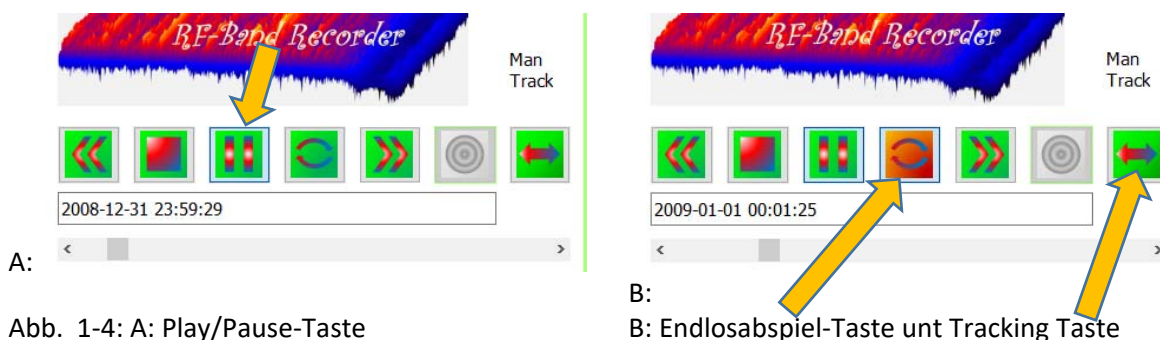 RF-Band Recorder
Man
Track
2008-12-31 23:59:29
A:
RF-Band Recorder
Man
Track
2009-01-01 00:01:25
B:
Abb. 1-4: A: Play/Pause-Taste
B: Endlosabspiel-Taste unt Tracking Taste